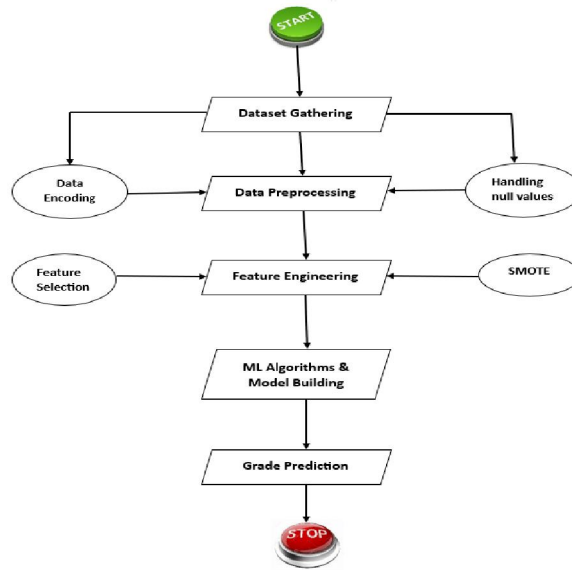 START
Dataset Gathering
Data
Encoding
Data Preprocessing
Handling
null values
Feature
Selection
Feature Engineering
SMOTE
ML Algorithms &
Model Building
Grade Prediction
STOP